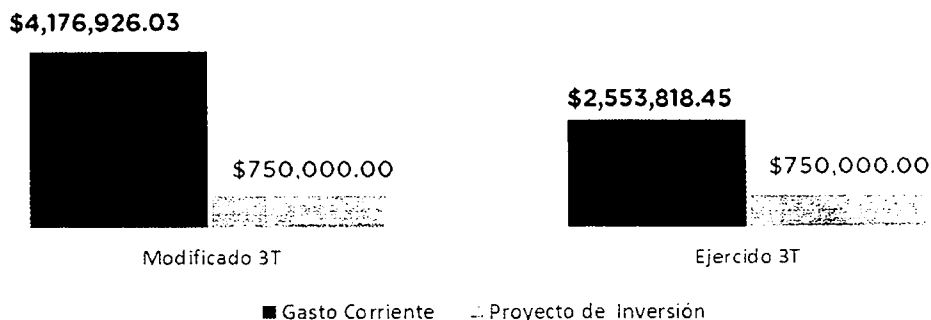 $4,176,926.03
$2,553,818.45
$750,000.00
$750,000.00
Modificado 3T
Ejercido 3T
Gasto Corriente
Proyecto de Inversión